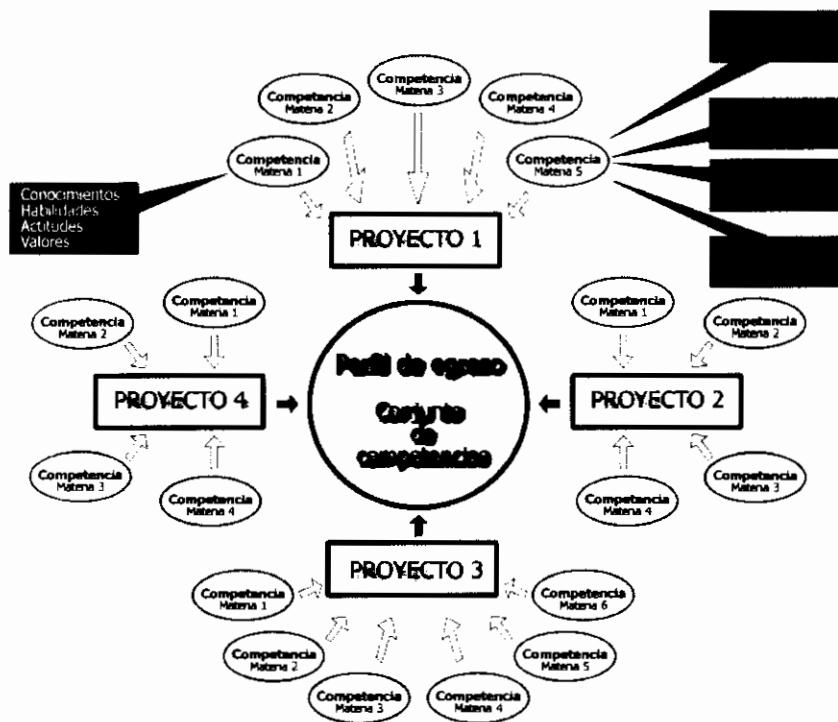 Competencia
Materia 3
Competencia
Materia 2
Competencia
Materia 4
Competencia
Materia 1
Competencia
Materia 5
Conocimientos
Habilidades
Actitudes
Valores
PROYECTO 1
Competencia
Materia 1
Competencia
Materia 2
Competencia
Materia 1
Competencia
Materia 2
Perfil de egreso
Conjunto
de
competencias
PROYECTO 4
PROYECTO 2
Competencia
Materia 3
Competencia
Materia 4
Competencia
Materia 4
Competencia
Materia 3
PROYECTO 3
Competencia
Materia 1
Competencia
Materia 6
Competencia
Materia 2
Competencia
Materia 5
Competencia
Materia 3
Competencia
Materia 4